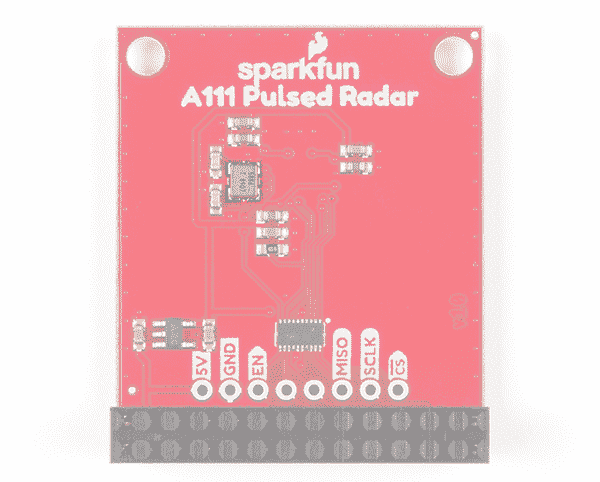 sparkfun
A111 Pulsed Radar
5V
GND
EN
MISO
SCLK
CS